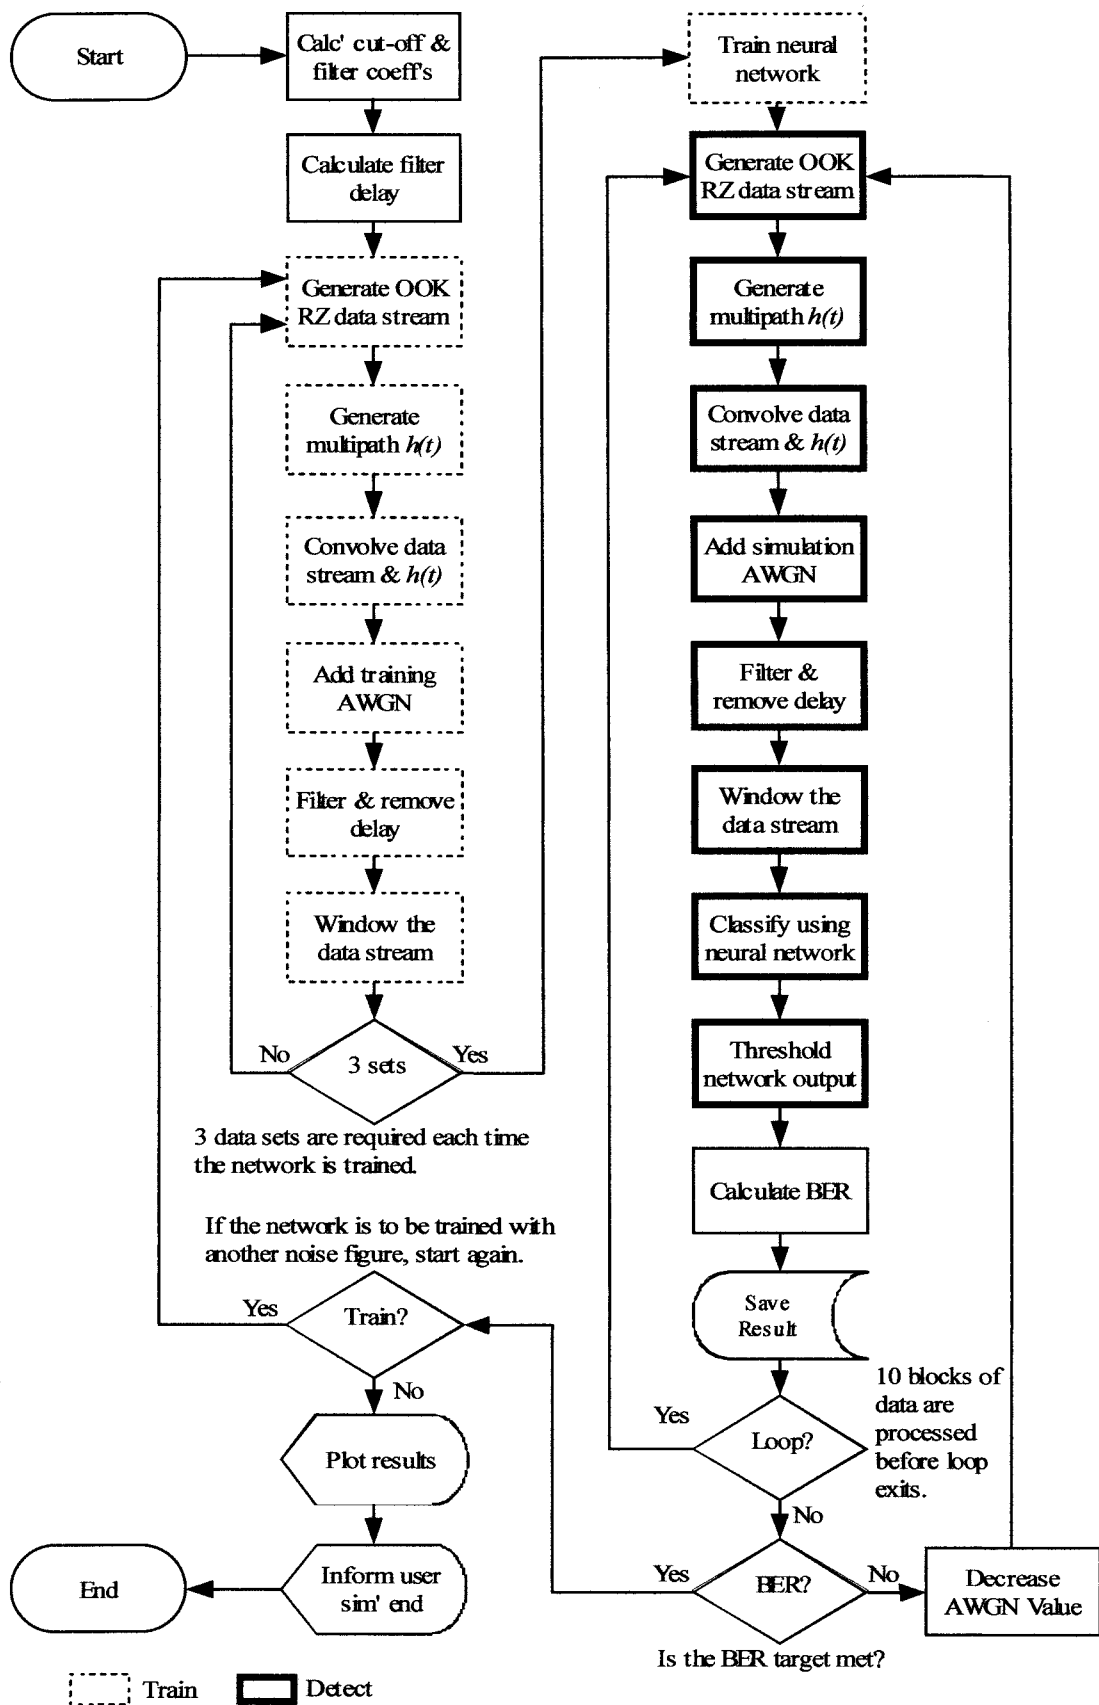 Start
Calc' cut-off &
filter coeff's
Calculate filter
delay
Generate OOK
RZ data stream
Generate
multipath h(t)
Convolve data
stream & h(t)
Add training
AWGN
Filter & remove
delay
Window the
data stream
No
3 sets
Yes
3 data sets are required each time
the network is trained.
If the network is to be trained with
another noise figure, start again.
Yes
Train?
No
Plot results
Inform user
sim' end
End
Train neural
network
Generate OOK
RZ data stream
Generate
multipath h(t)
Convolve data
stream & h(t)
Add simulation
AWGN
Filter &
remove delay
Window the
data stream
Classify using
neural network
Threshold
network output
Calculate BER
Save
Result
10 blocks of
data are
processed
before loop
exits.
Yes
Loop?
No
Yes
BER?
No
Decrease
AWGN Value
Is the BER target met?
Train
Detect